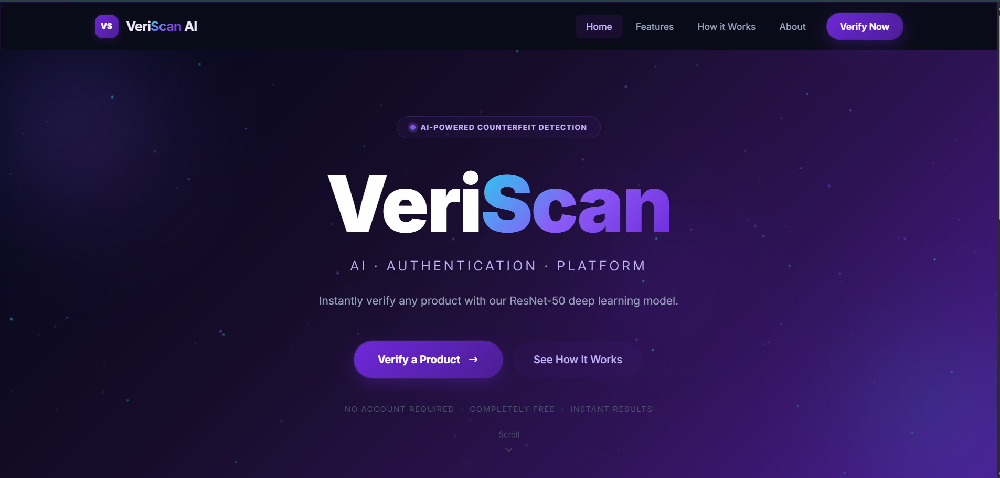 VS VeriScan AI Home Features How it Works About Verify Now
AI-POWERED COUNTERFEIT DETECTION
VeriScan
AI · AUTHENTICATION · PLATFORM
Instantly verify any product with our ResNet-50 deep learning model.
Verify a Product → See How It Works
NO ACCOUNT REQUIRED · COMPLETELY FREE · INSTANT RESULTS
Scroll